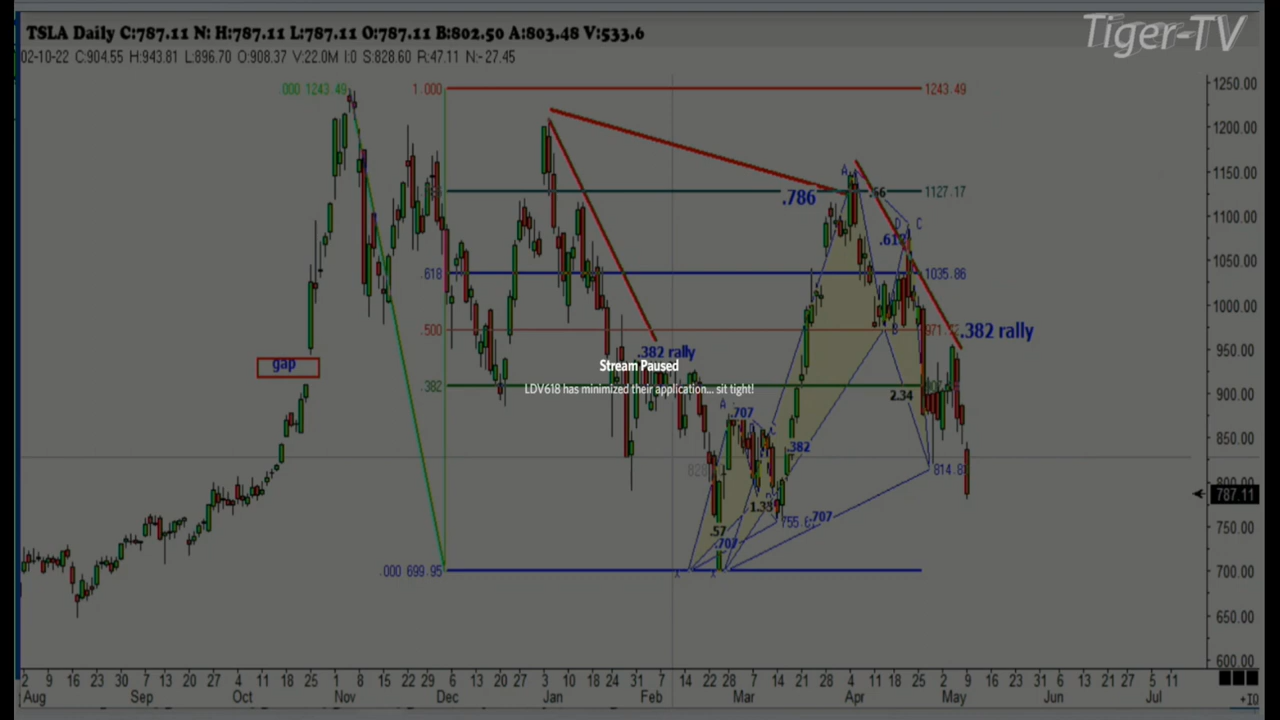 TSLA Daily C:787.11 N: H:787.11 L:787.11 O:787.11 B:802.50 A:803.48 V:533.6
Tiger-TV
02-10-22 C:904.55 H:943.81 L:896.70 O:908.37 V:22.0M I:0 S:828.60 R:47.11 N:-27.45
.000 1243.49
1.000
1243.49
1250.00
1200.00
1150.00
1100.00
1050.00
1000.00
950.00
900.00
850.00
787.11
750.00
700.00
650.00
600.00
A
.786
.66
1127.17
D C
.618
1035.86
.500
B
.382 rally
gap
.382 rally
Stream Paused
LDV618 has minimized their application... sit tight!
.382
2.34
A
.707
C
.382
814.8
1.33
.707
.57
.707
.000 699.95
X X
2 9 16 23 30 7 13 20 27 4 11 18 25 1 8 15 22 29 6 13 20 27 3 10 18 24 31 7 14 22 28 7 14 21 28 4 11 18 25 2 9 16 23 31 6 13 21 27 5 11
Aug Sep Oct Nov Dec Jan Feb Mar Apr May Jun Jul